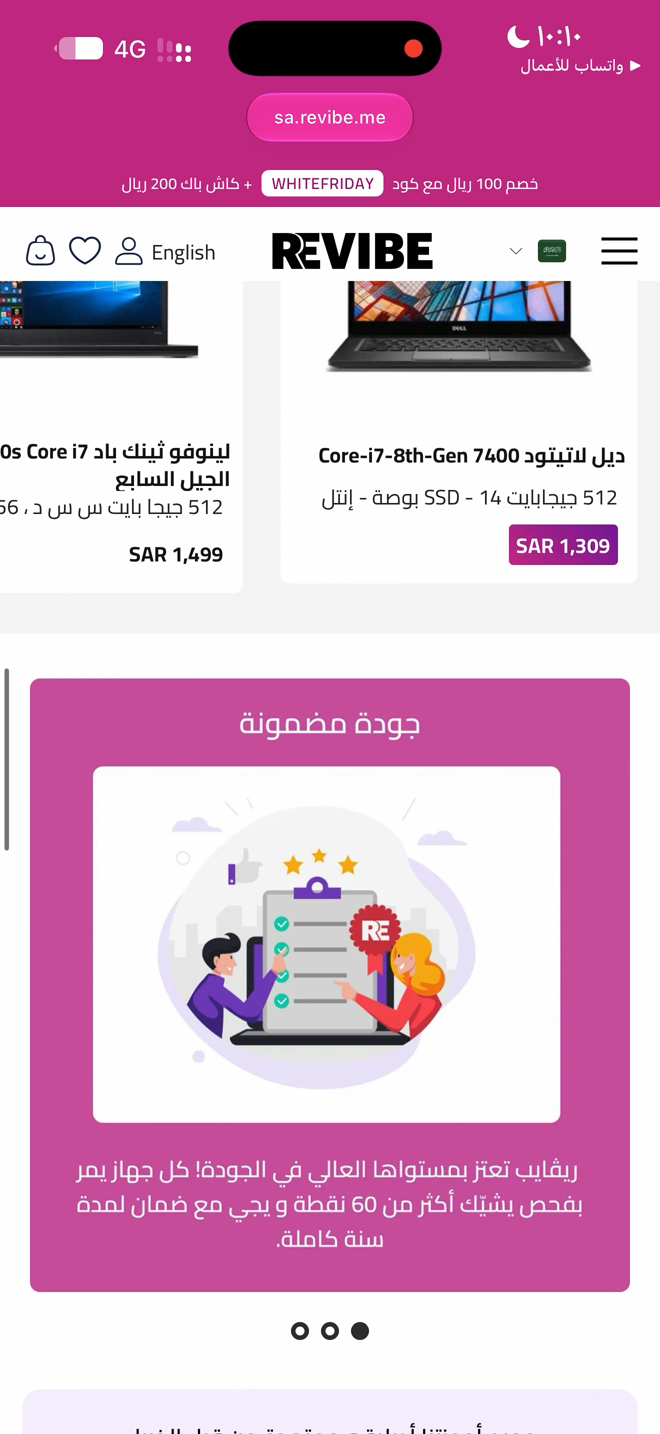 ١٠:١٠
4G
◀ واتساب للأعمال
sa.revibe.me
خصم 100 ريال مع كود WHITEFRIDAY + كاش باك 200 ريال
REVIBE
English
DELL
ديل لاتيتود 7400 Core-i7-8th-Gen
512 جيجابايت SSD - 14 بوصة - إنتل
SAR 1,309
لينوفو ثينك باد 0s Core i7
الجيل السابع
512 جيجا بايت س س د ، 56
SAR 1,499
جودة مضمونة
RE
ريڤايب تعتز بمستواها العالي في الجودة! كل جهاز يمر
بفحص يشيّك أكثر من 60 نقطة و يجي مع ضمان لمدة
سنة كاملة.